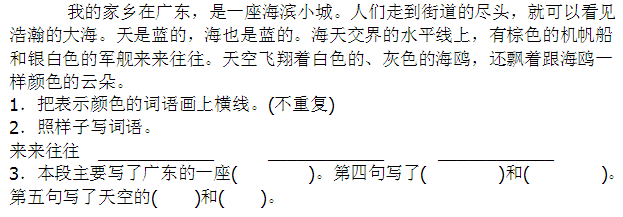 我的家乡在广东，是一座海滨小城。人们走到街道的尽头，就可以看见
浩瀚的大海。天是蓝的，海也是蓝的。海天交界的水平线上，有棕色的机帆船
和银白色的军舰来来往往。天空飞翔着白色的、灰色的海鸥，还飘着跟海鸥一
样颜色的云朵。
1．把表示颜色的词语画上横线。(不重复)
2．照样子写词语。
来来往往 ____________ ____________ ____________
3．本段主要写了广东的一座(        )。第四句写了(        )和(        )。
第五句写了天空的(    )和(    )。